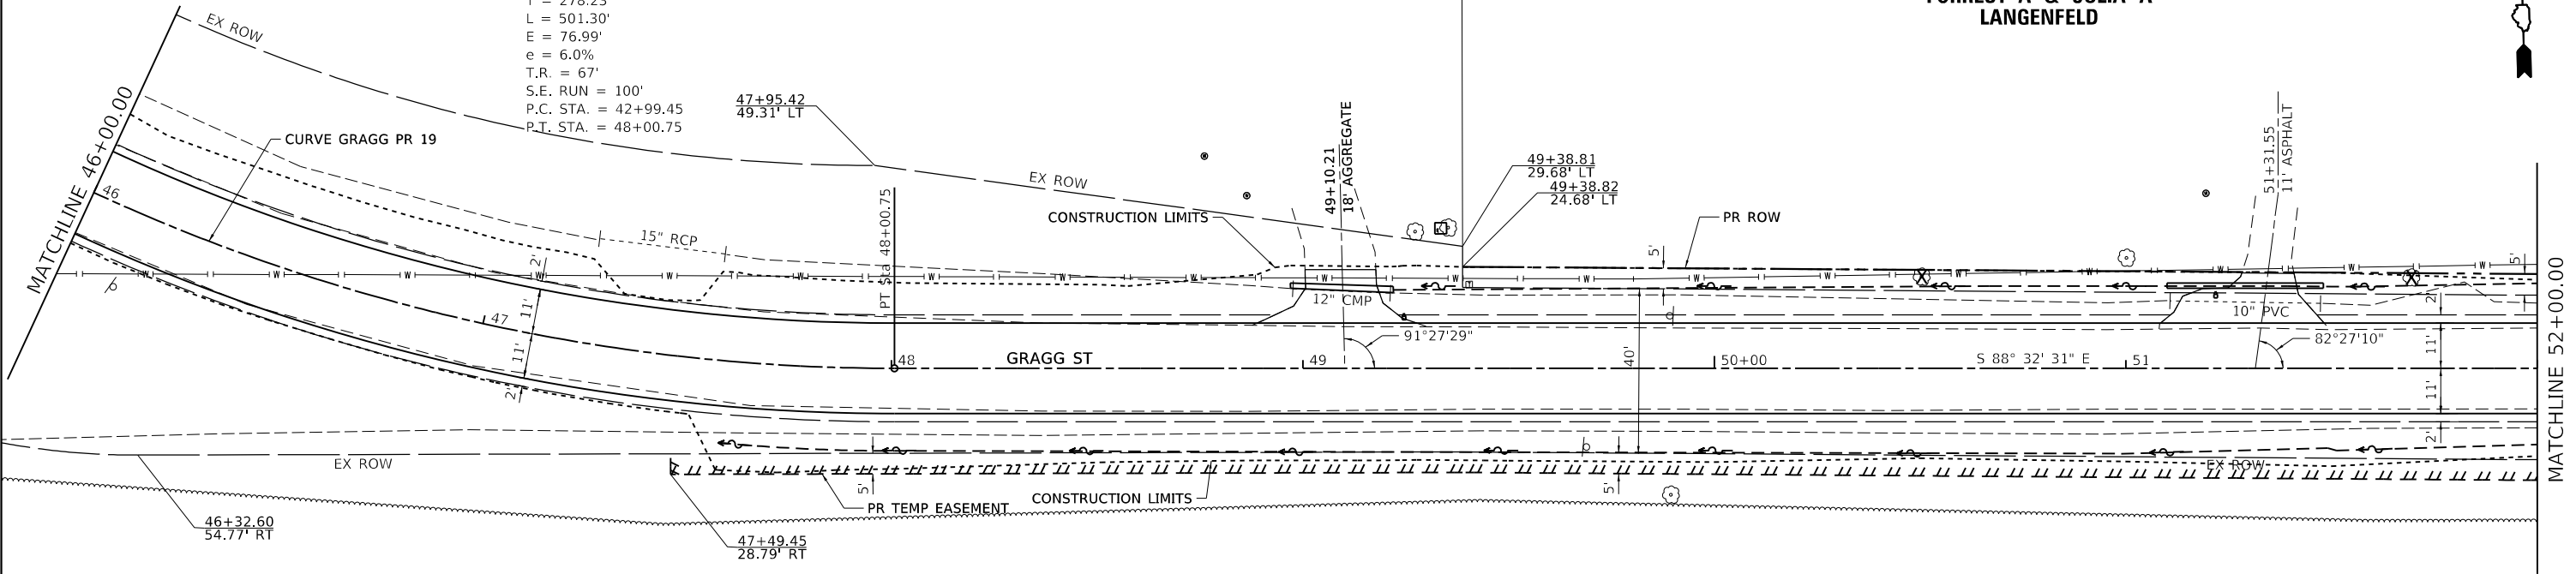 T = 278.23'
L = 501.30'
E = 76.99'
e = 6.0%
T.R. = 67'
S.E. RUN = 100'
P.C. STA. = 42+99.45
P.T. STA. = 48+00.75
LANGENFELD
EX ROW
MATCHLINE 46+00.00
CURVE GRAGG PR 19
47+95.42
49.31' LT
EX ROW
49+10.21
18' AGGREGATE
49+38.81
29.68' LT
49+38.82
24.68' LT
51+31.55
11' ASPHALT
CONSTRUCTION LIMITS
PR ROW
15" RCP
PT Sta 48+00.75
46
47
48
49
50+00
51
2'
11'
11'
2'
12" CMP
10" PVC
91°27'29"
82°27'10"
GRAGG ST
S 88° 32' 31" E
40'
5'
5'
2'
11'
11'
2'
MATCHLINE 52+00.00
EX ROW
EX ROW
5'
5'
PR TEMP EASEMENT
CONSTRUCTION LIMITS
46+32.60
54.77' RT
47+49.45
28.79' RT